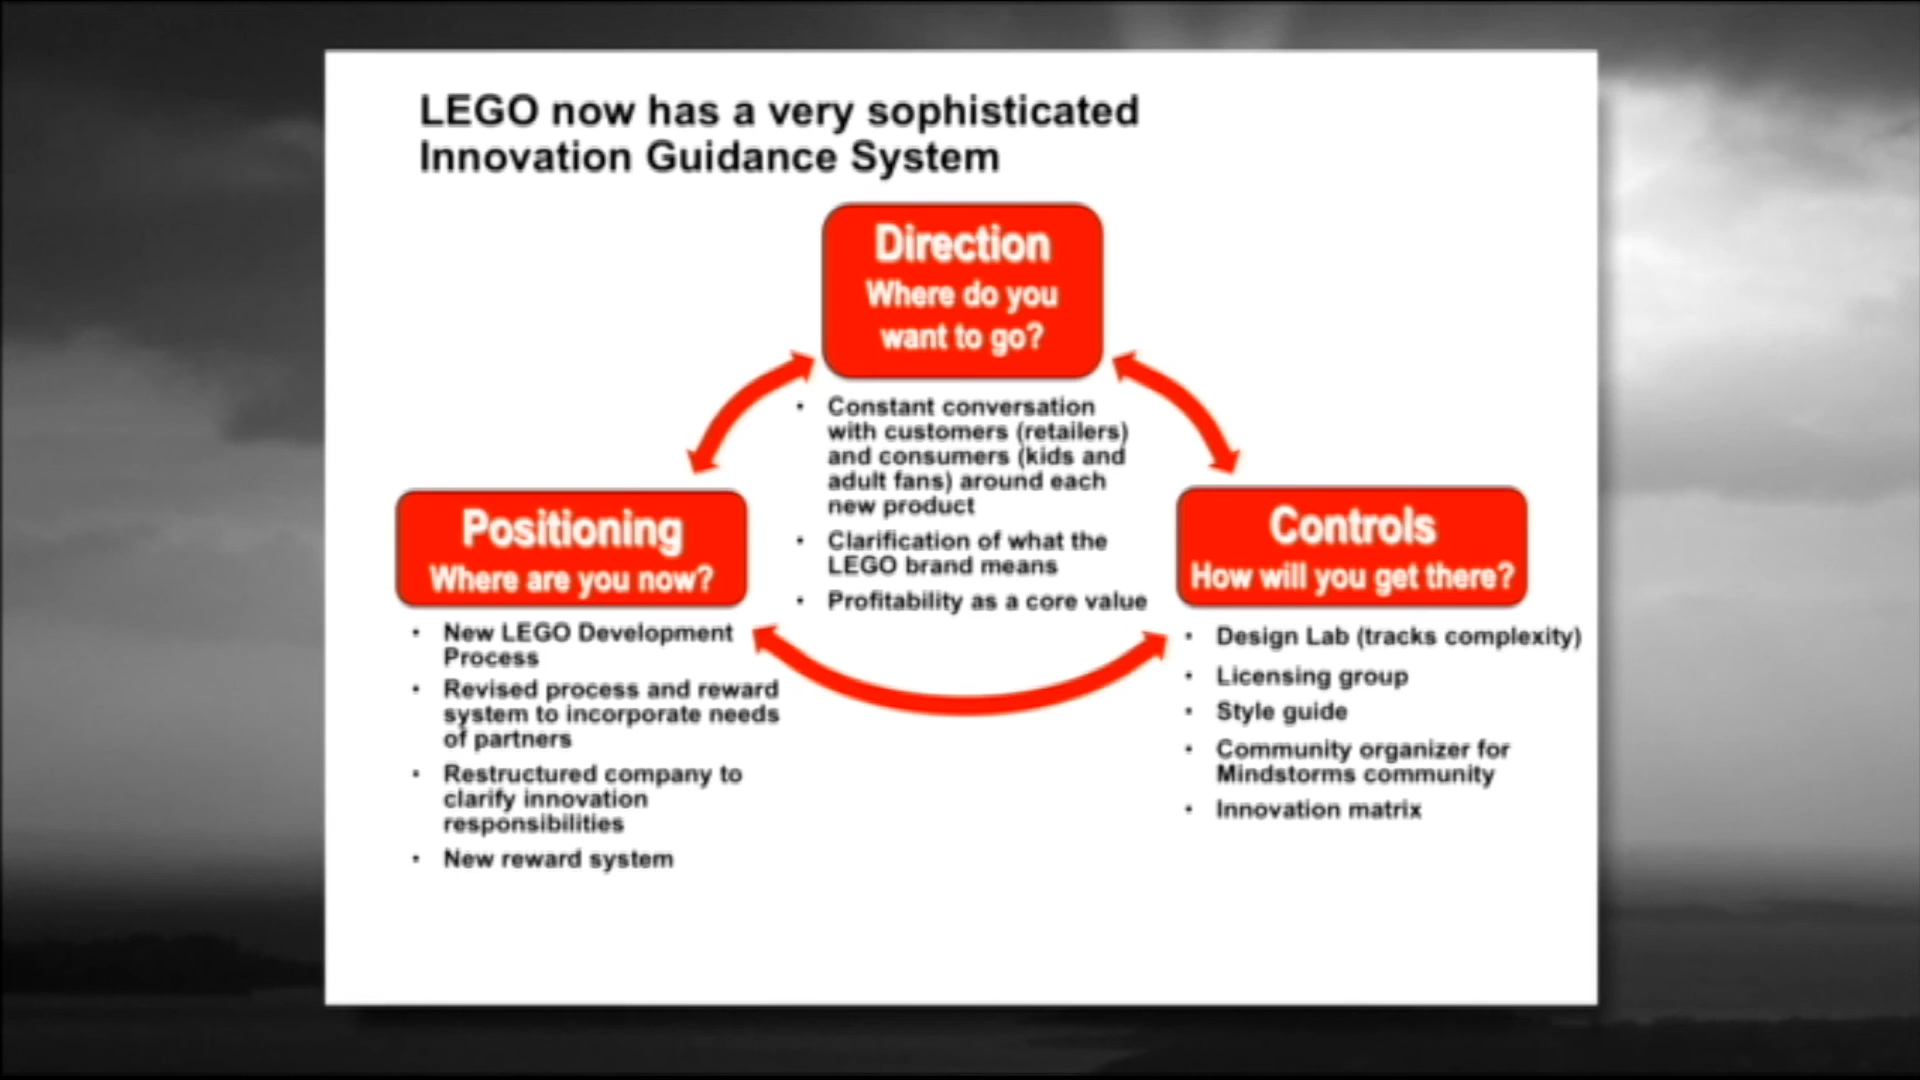 LEGO now has a very sophisticated
Innovation Guidance System
Direction
Where do you
want to go?
• Constant conversation
with customers (retailers)
and consumers (kids and
adult fans) around each
new product
• Clarification of what the
LEGO brand means
• Profitability as a core value
Positioning
Where are you now?
• New LEGO Development
Process
• Revised process and reward
system to incorporate needs
of partners
• Restructured company to
clarify innovation
responsibilities
• New reward system
Controls
How will you get there?
• Design Lab (tracks complexity)
• Licensing group
• Style guide
• Community organizer for
Mindstorms community
• Innovation matrix